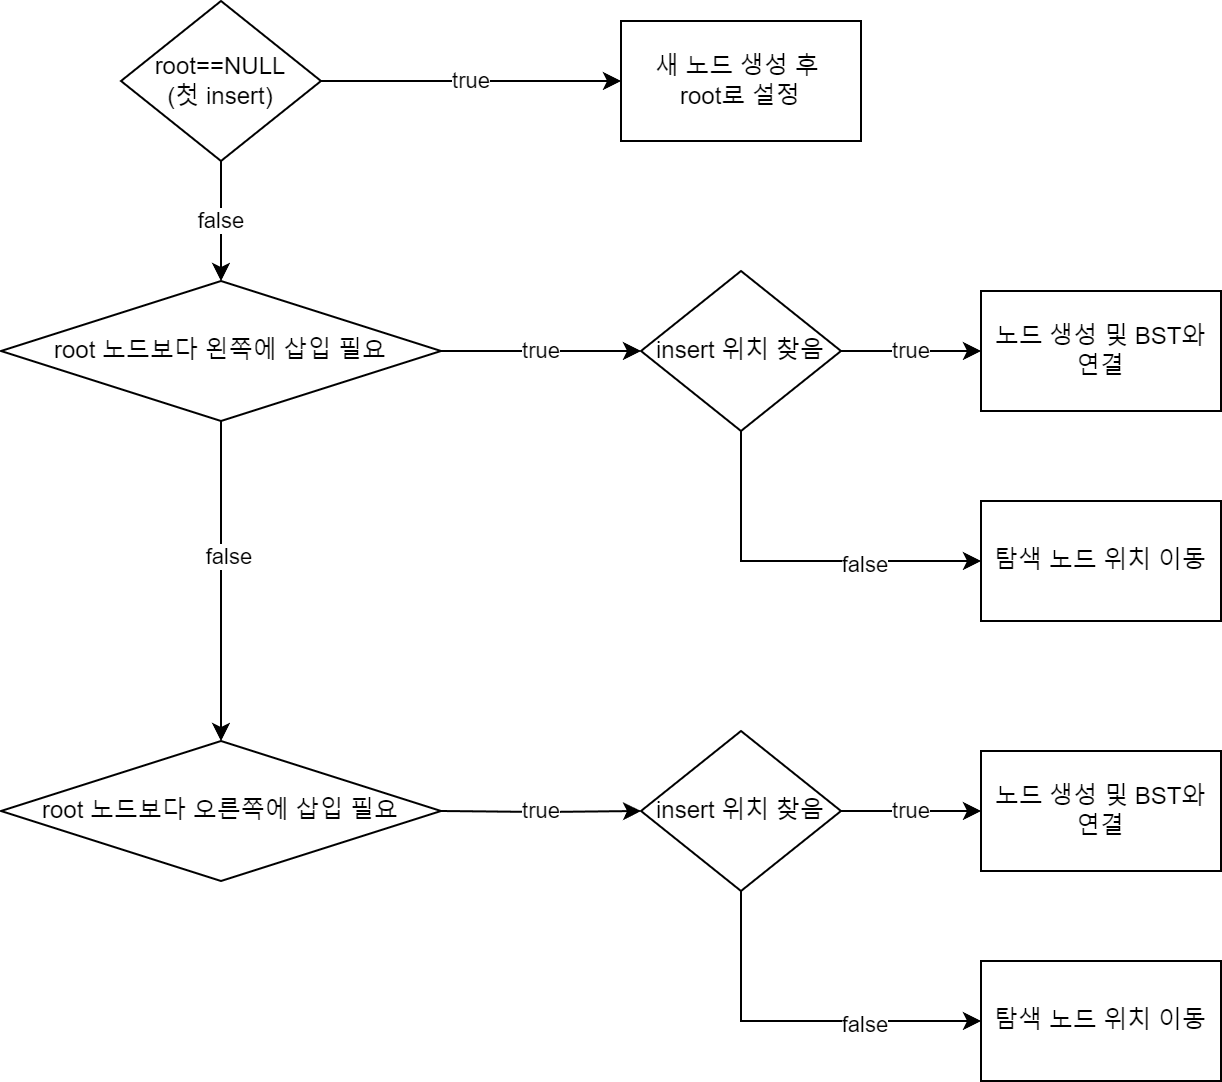 root==NULL
(첫 insert)
true
새 노드 생성 후
root로 설정
false
root 노드보다 왼쪽에 삽입 필요
true
insert 위치 찾음
true
노드 생성 및 BST와
연결
false
false
탐색 노드 위치 이동
root 노드보다 오른쪽에 삽입 필요
true
insert 위치 찾음
true
노드 생성 및 BST와
연결
false
탐색 노드 위치 이동